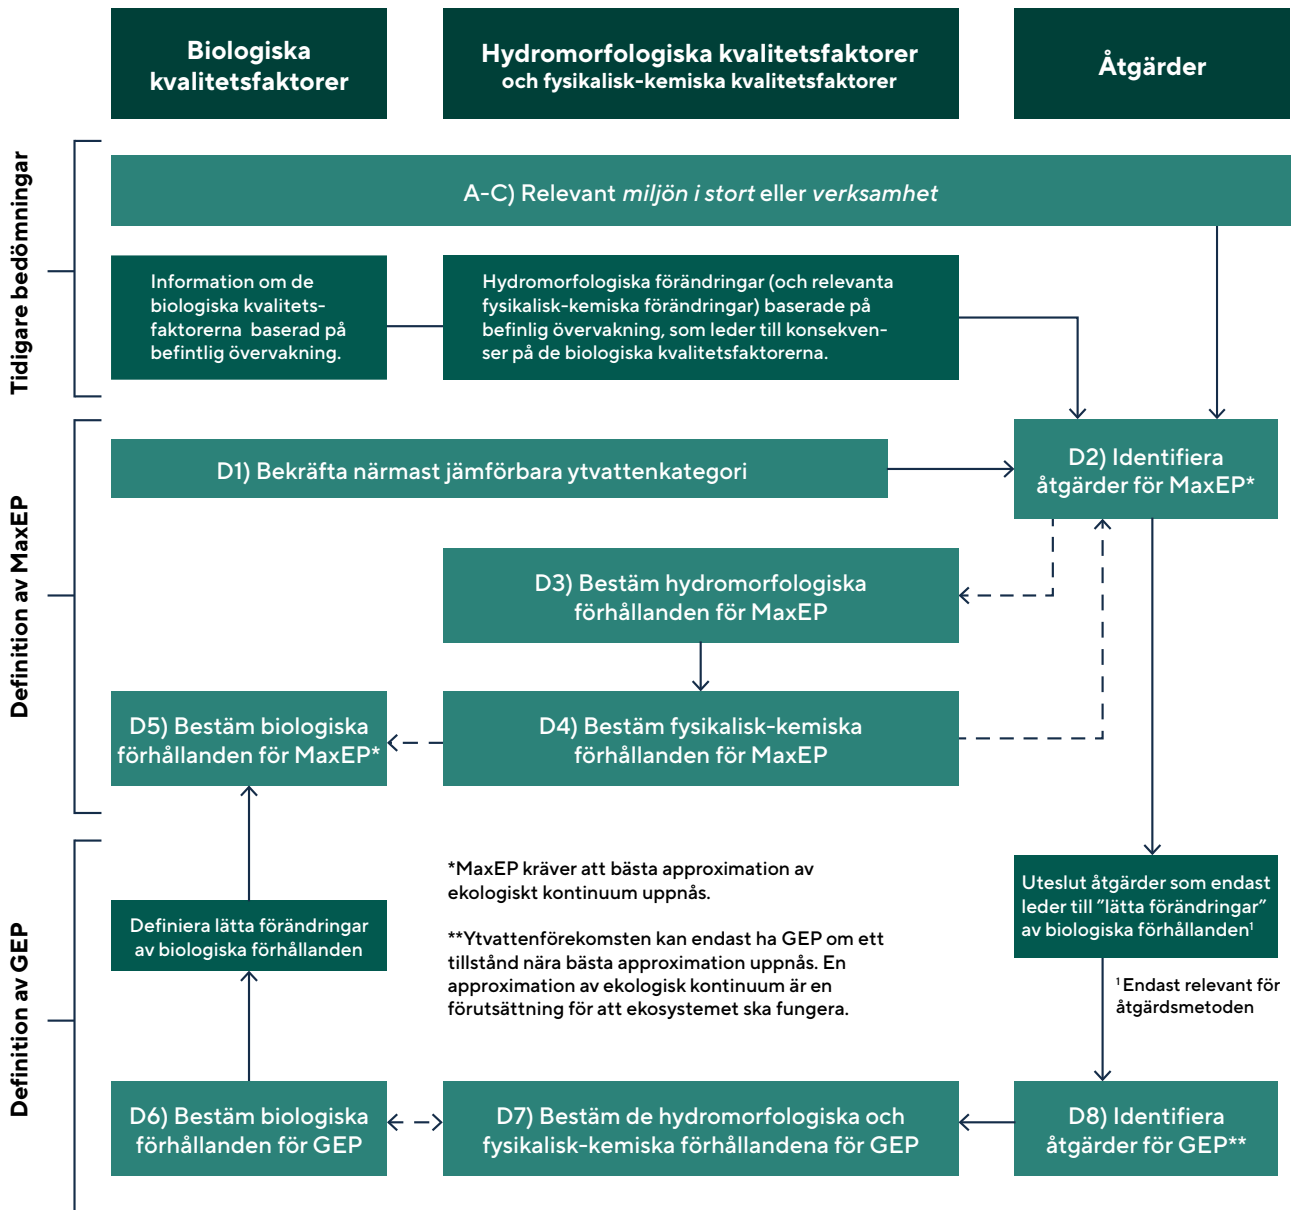 Biologiska
kvalitetsfaktorer
Hydromorfologiska kvalitetsfaktorer
och fysikalisk-kemiska kvalitetsfaktorer
Åtgärder
Tidigare bedömningar
A-C) Relevant miljön i stort eller verksamhet
Information om de
biologiska kvalitets-
faktorerna baserad på
befintlig övervakning.
Hydromorfologiska förändringar (och relevanta
fysikalisk-kemiska förändringar) baserade på
befinlig övervakning, som leder till konsekven-
ser på de biologiska kvalitetsfaktorerna.
Definition av MaxEP
D1) Bekräfta närmast jämförbara ytvattenkategori
D2) Identifiera
åtgärder för MaxEP*
D3) Bestäm hydromorfologiska
förhållanden för MaxEP
D5) Bestäm biologiska
förhållanden för MaxEP*
D4) Bestäm fysikalisk-kemiska
förhållanden för MaxEP
Definition av GEP
Definiera lätta förändringar
av biologiska förhållanden
*MaxEP kräver att bästa approximation av
ekologiskt kontinuum uppnås.
**Ytvattenförekomsten kan endast ha GEP om ett
tillstånd nära bästa approximation uppnås. En
approximation av ekologisk kontinuum är en
förutsättning för att ekosystemet ska fungera.
Uteslut åtgärder som endast
leder till ”lätta förändringar”
av biologiska förhållanden¹
¹ Endast relevant för
åtgärdsmetoden
D6) Bestäm biologiska
förhållanden för GEP
D7) Bestäm de hydromorfologiska och
fysikalisk-kemiska förhållandena för GEP
D8) Identifiera
åtgärder för GEP**